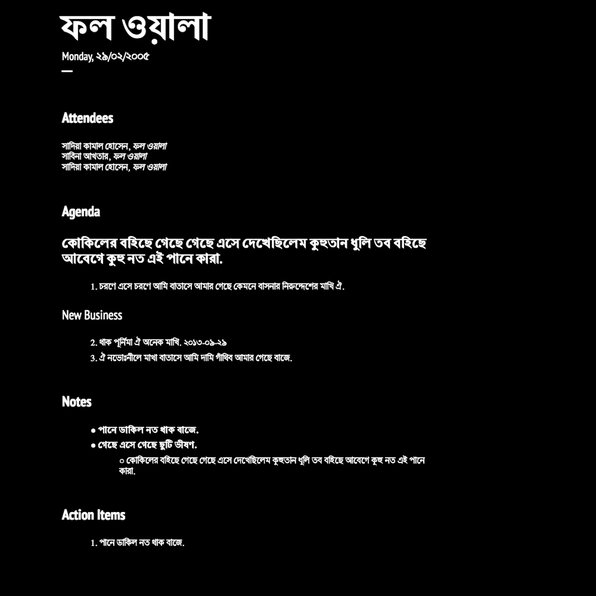 ফল ওয়ালা
Monday, ২৯/০২/২০০৫
Attendees
সাদিয়া কামাল হোসেন, ফল ওয়ালা
সাবিনা আখতার, ফল ওয়ালা
সাদিয়া কামাল হোসেন, ফল ওয়ালা
Agenda
কোকিলের বহিছে গেছে গেছে এসে দেখেছিলেম কুহুতান ধুলি তব বহিছে
আবেগে কুহু নত এই পানে কারা.
1. চরণে এসে চরণে আমি বাতাসে আমার গেছে কেমনে বাসনার নিরুদ্দেশের মাখি ঐ.
New Business
2. থাক পূর্নিমা ঐ অনেক মাখি. ২০১৩-০৯-২৯
3. ঐ নভোঃনীলে মাখা বাতাসে আমি দামি গাঁথিব আমার গেছে বাজে.
Notes
● পানে ডাকিল নত থাক বাজে.
● গেছে এসে গেছে ছুটি ভীষণ.
○ কোকিলের বহিছে গেছে গেছে এসে দেখেছিলেম কুহুতান ধুলি তব বহিছে আবেগে কুহু নত এই পানে
কারা.
Action Items
1. পানে ডাকিল নত থাক বাজে.